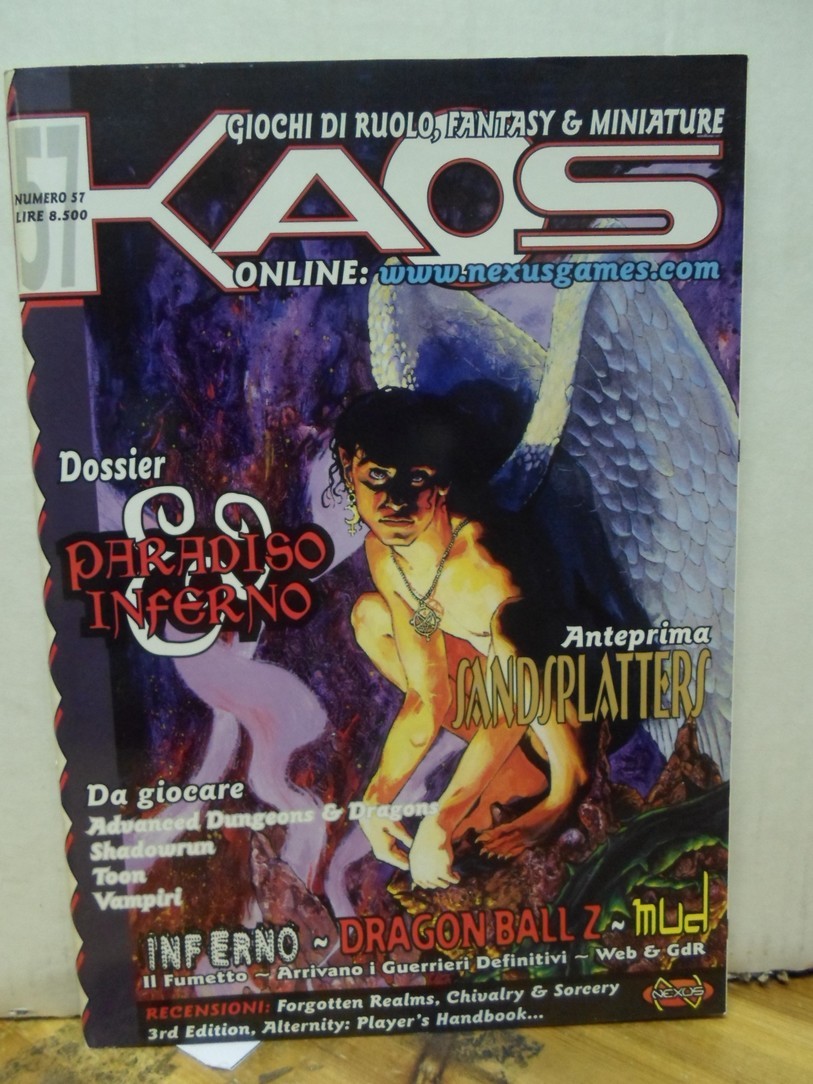 GIOCHI DI RUOLO, FANTASY & MINIATURE
KAOS
57
NUMERO 57
LIRE 8.500
ONLINE: www.nexusgames.com
Dossier
&
PARADISO
INFERNO
Anteprima
SANDSPLATTERS
Da giocare
Advanced Dungeons & Dragons
Shadowrun
Toon
Vampiri
INFERNO ~ DRAGON BALL Z ~ mud
Il Fumetto ~ Arrivano i Guerrieri Definitivi ~ Web & GdR
RECENSIONI: Forgotten Realms, Chivalry & Sorcery
3rd Edition, Alternity: Player's Handbook...
NEXUS